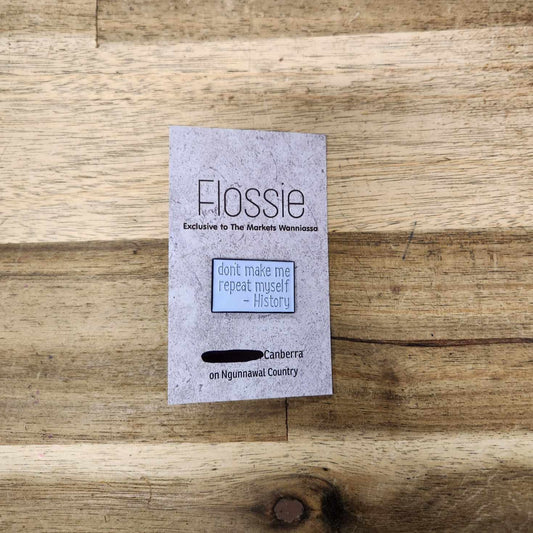 Flossie
Exclusive to The Markets Wanniassa
dont make me
repeat myself
- History
Canberra
on Ngunnawal Country